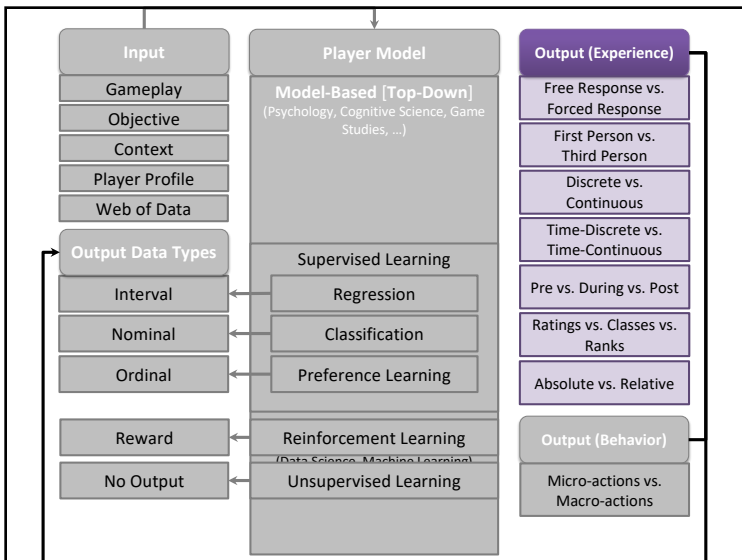 Input
Gameplay
Objective
Context
Player Profile
Web of Data
Output Data Types
Interval
Nominal
Ordinal
Reward
No Output
Player Model
Model-Based [Top-Down]
(Psychology, Cognitive Science, Game
Studies, …)
Supervised Learning
Regression
Classification
Preference Learning
Reinforcement Learning
(Data Science, Machine Learning)
Unsupervised Learning
Output (Experience)
Free Response vs.
Forced Response
First Person vs.
Third Person
Discrete vs.
Continuous
Time-Discrete vs.
Time-Continuous
Pre vs. During vs. Post
Ratings vs. Classes vs.
Ranks
Absolute vs. Relative
Output (Behavior)
Micro-actions vs.
Macro-actions